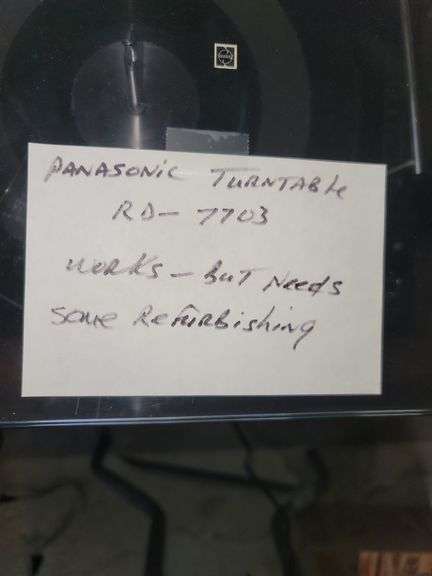 PANASONIC TURNTABLE
RD- 7703
WORKS - BUT NEEDS
SOME REFURBISHING